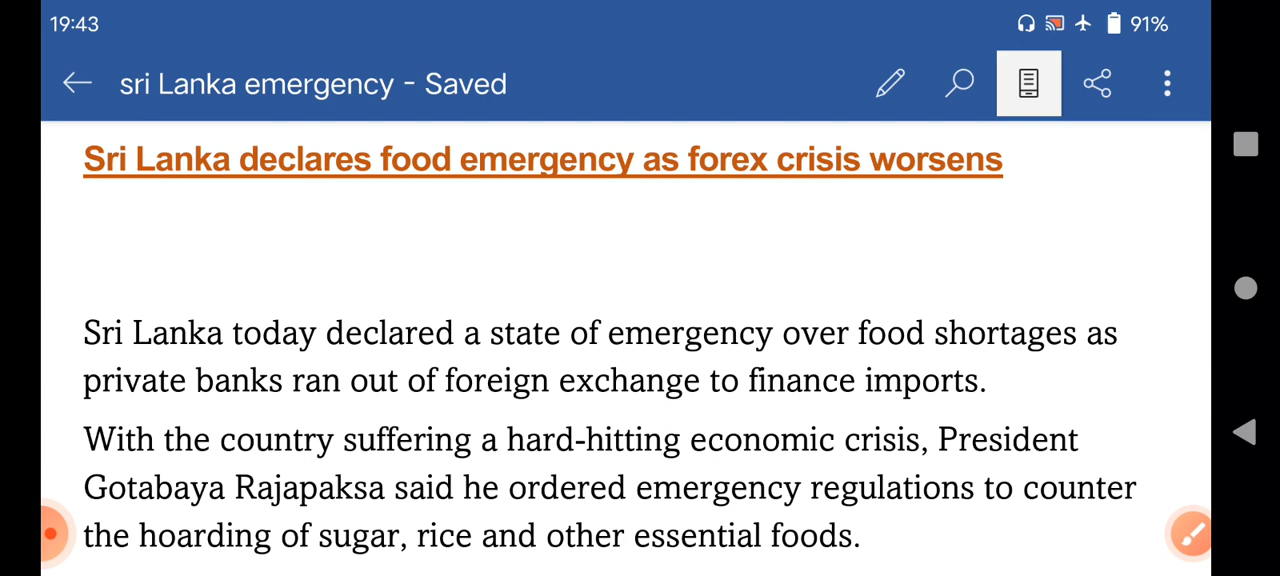 19:43
91%
sri Lanka emergency - Saved
Sri Lanka declares food emergency as forex crisis worsens
Sri Lanka today declared a state of emergency over food shortages as
private banks ran out of foreign exchange to finance imports.
With the country suffering a hard-hitting economic crisis, President
Gotabaya Rajapaksa said he ordered emergency regulations to counter
the hoarding of sugar, rice and other essential foods.